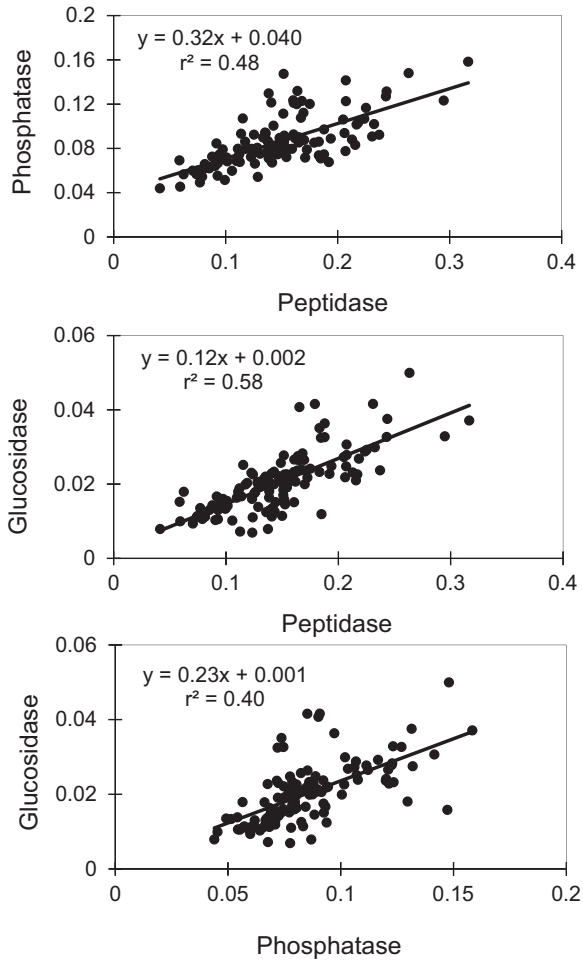 0.2
y = 0.32x + 0.040
r² = 0.48
0.16
0.12
0.08
0.04
0
Phosphatase
0 0.1 0.2 0.3 0.4
Peptidase
0.06
y = 0.12x + 0.002
r² = 0.58
0.04
0.02
0
Glucosidase
0 0.1 0.2 0.3 0.4
Peptidase
0.06
y = 0.23x + 0.001
r² = 0.40
0.04
0.02
0
Glucosidase
0 0.05 0.1 0.15 0.2
Phosphatase